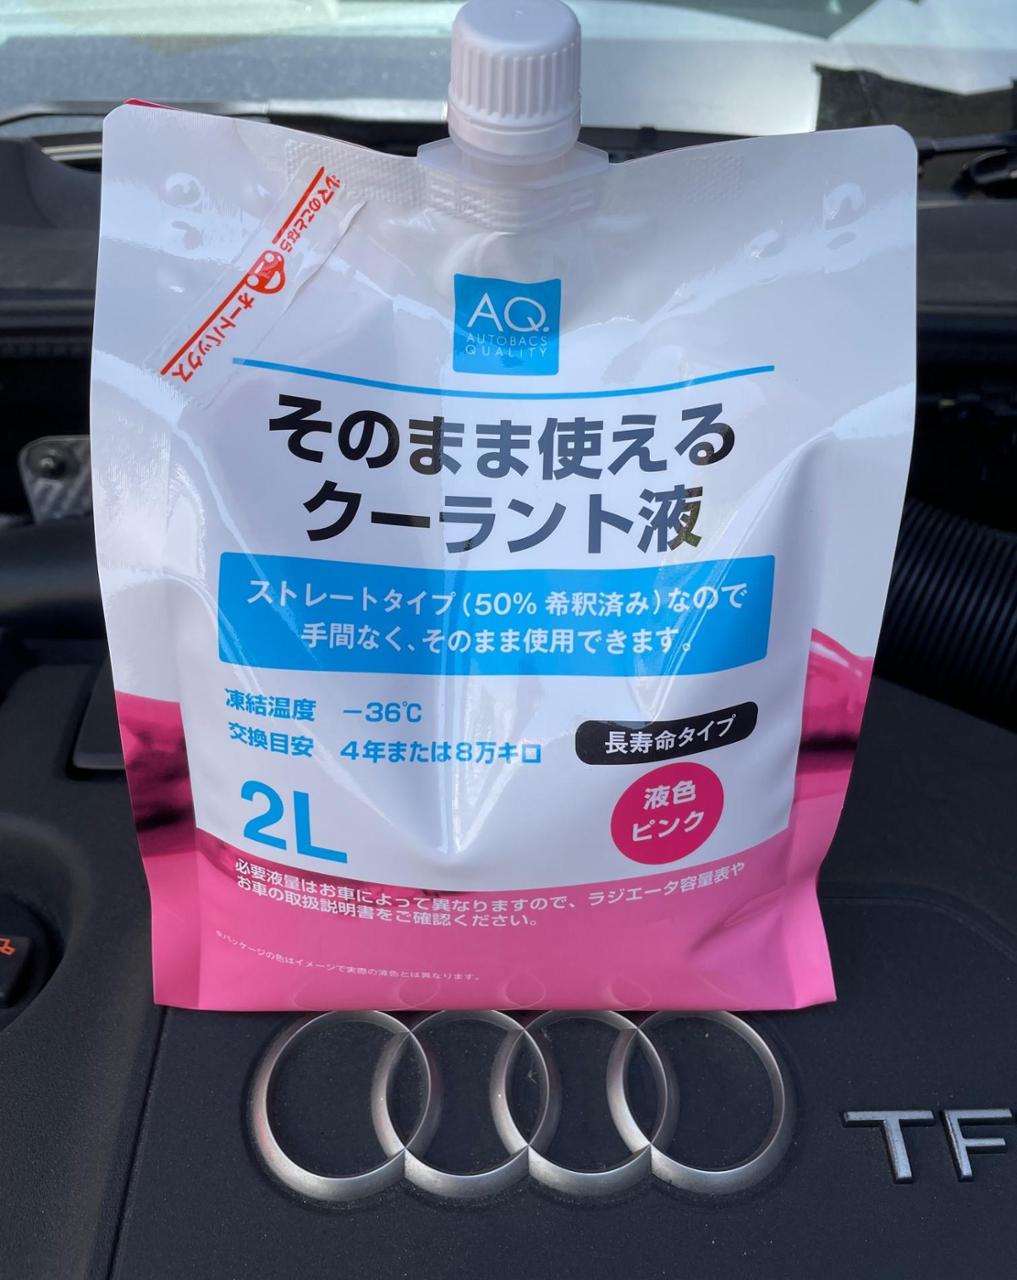 クルマのことなら オートバックス
AQ.
AUTOBACS
QUALITY
そのまま使える
クーラント液
ストレートタイプ(50% 希釈済み)なので
手間なく、そのまま使用できます。
凍結温度 −36℃
交換目安 4年または8万キロ
長寿命タイプ
2L
液色
ピンク
必要液量はお車によって異なりますので、ラジエータ容量表や
お車の取扱説明書をご確認ください。
※パッケージの色はイメージで実際の液色とは異なります。
TF